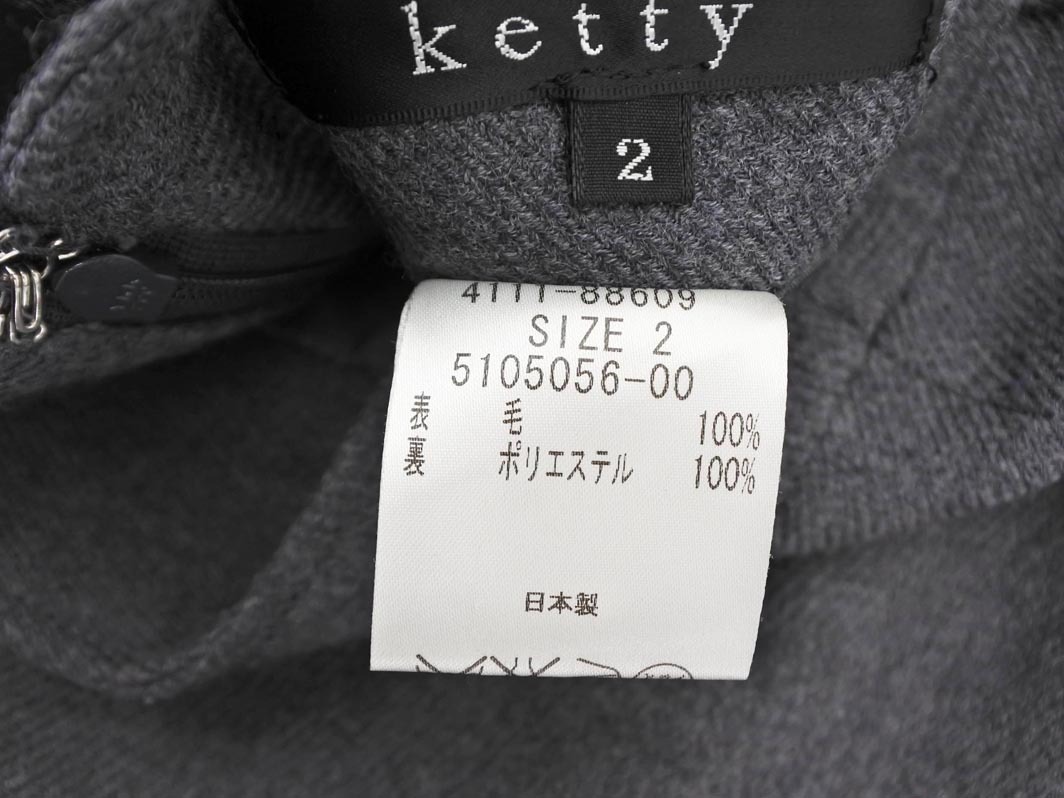 ketty
2
4111-88609
SIZE 2
5105056-00
表 毛 100%
裏 ポリエステル 100%
日本製